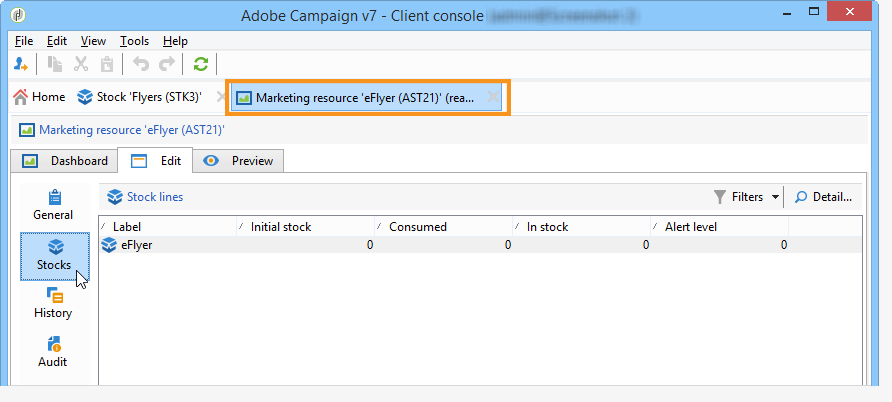 Adobe Campaign v7 - Client console
File Edit View Tools Help
Home Stock 'Flyers (STK3)' Marketing resource 'eFlyer (AST21)' (rea...
Marketing resource 'eFlyer (AST21)'
Dashboard Edit Preview
General
Stocks
History
Audit
Stock lines Filters Detail...
Label Initial stock Consumed In stock Alert level
eFlyer 0 0 0 0